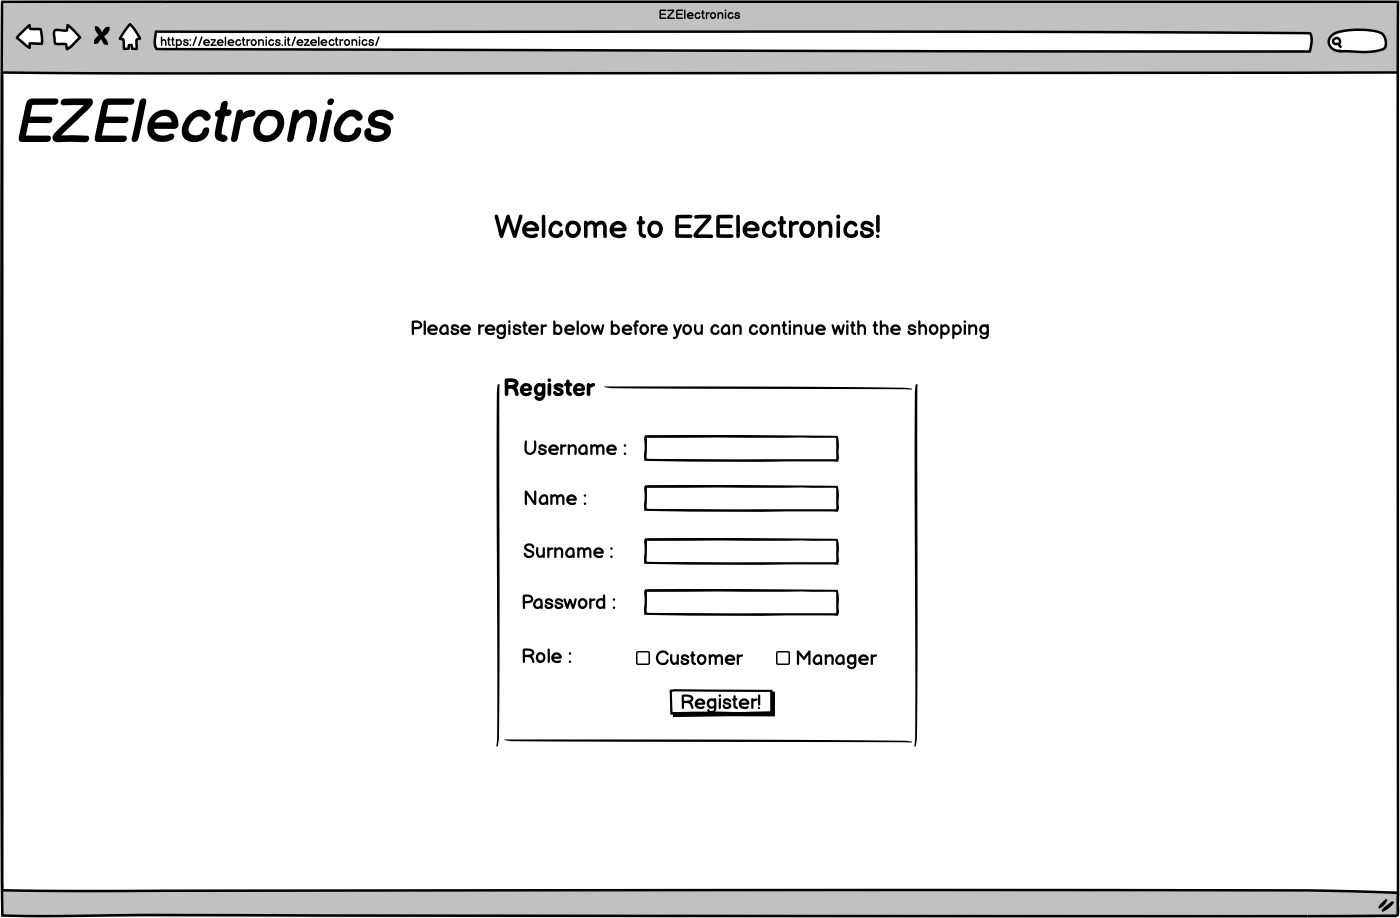 EZElectronics
https://ezelectronics.it/ezelectronics/
EZElectronics
Welcome to EZElectronics!
Please register below before you can continue with the shopping
Register
Username :
Name :
Surname :
Password :
Role : Customer Manager
Register!